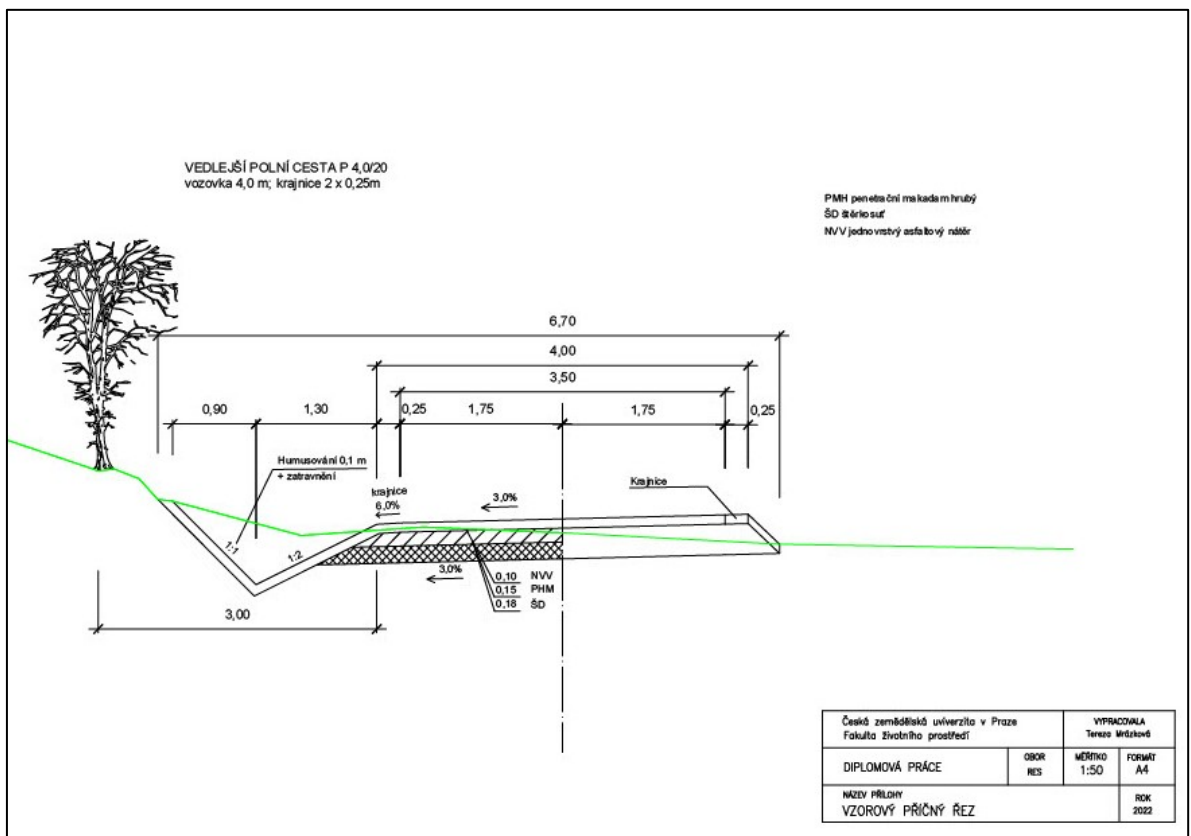 VEDLEJŠÍ POLNÍ CESTA P 4,0/20
vozovka 4,0 m; krajnice 2 x 0,25m
PMH penetrační makadam hrubý
ŠD štěrkosuť
NVV jednovrstvý asfaltový nátěr
6,70
4,00
3,50
0,90 1,30 0,25 1,75 1,75 0,25
Humusování 0,1 m
+ zatravnění
krajnice
6,0%
3,0%
Krajnice
1:1
1:2
3,0%
0,10 NVV
0,15 PHM
0,18 ŠD
3,00
Česká zemědělská uviverzita v Praze
Fakulta životního prostředí
VYPRACOVALA
Tereza Mrázková
DIPLOMOVÁ PRÁCE
OBOR
RES
MĚŘÍTKO
1:50
FORMÁT
A4
NÁZEV PŘÍLOHY
VZOROVÝ PŘÍČNÝ ŘEZ
ROK
2022